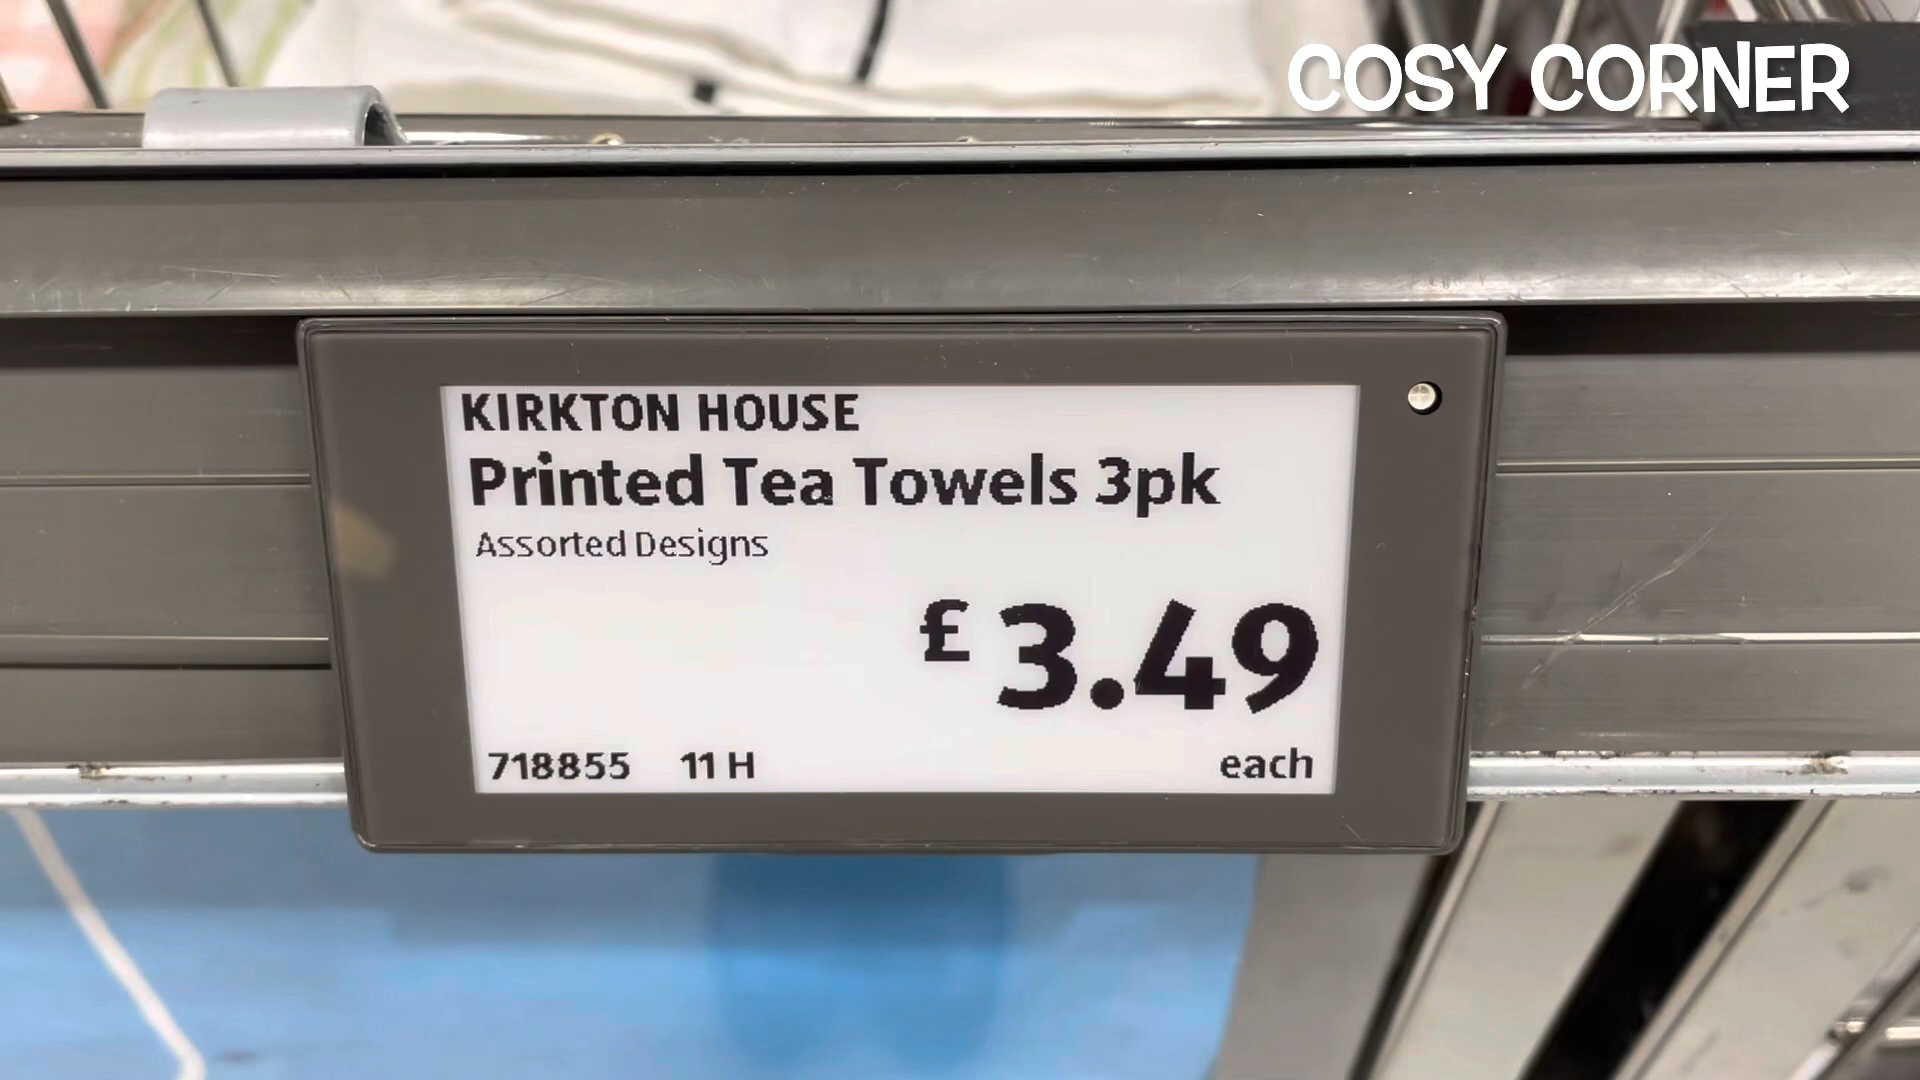 COSY CORNER
KIRKTON HOUSE
Printed Tea Towels 3pk
Assorted Designs
£3.49
718855 11 H each